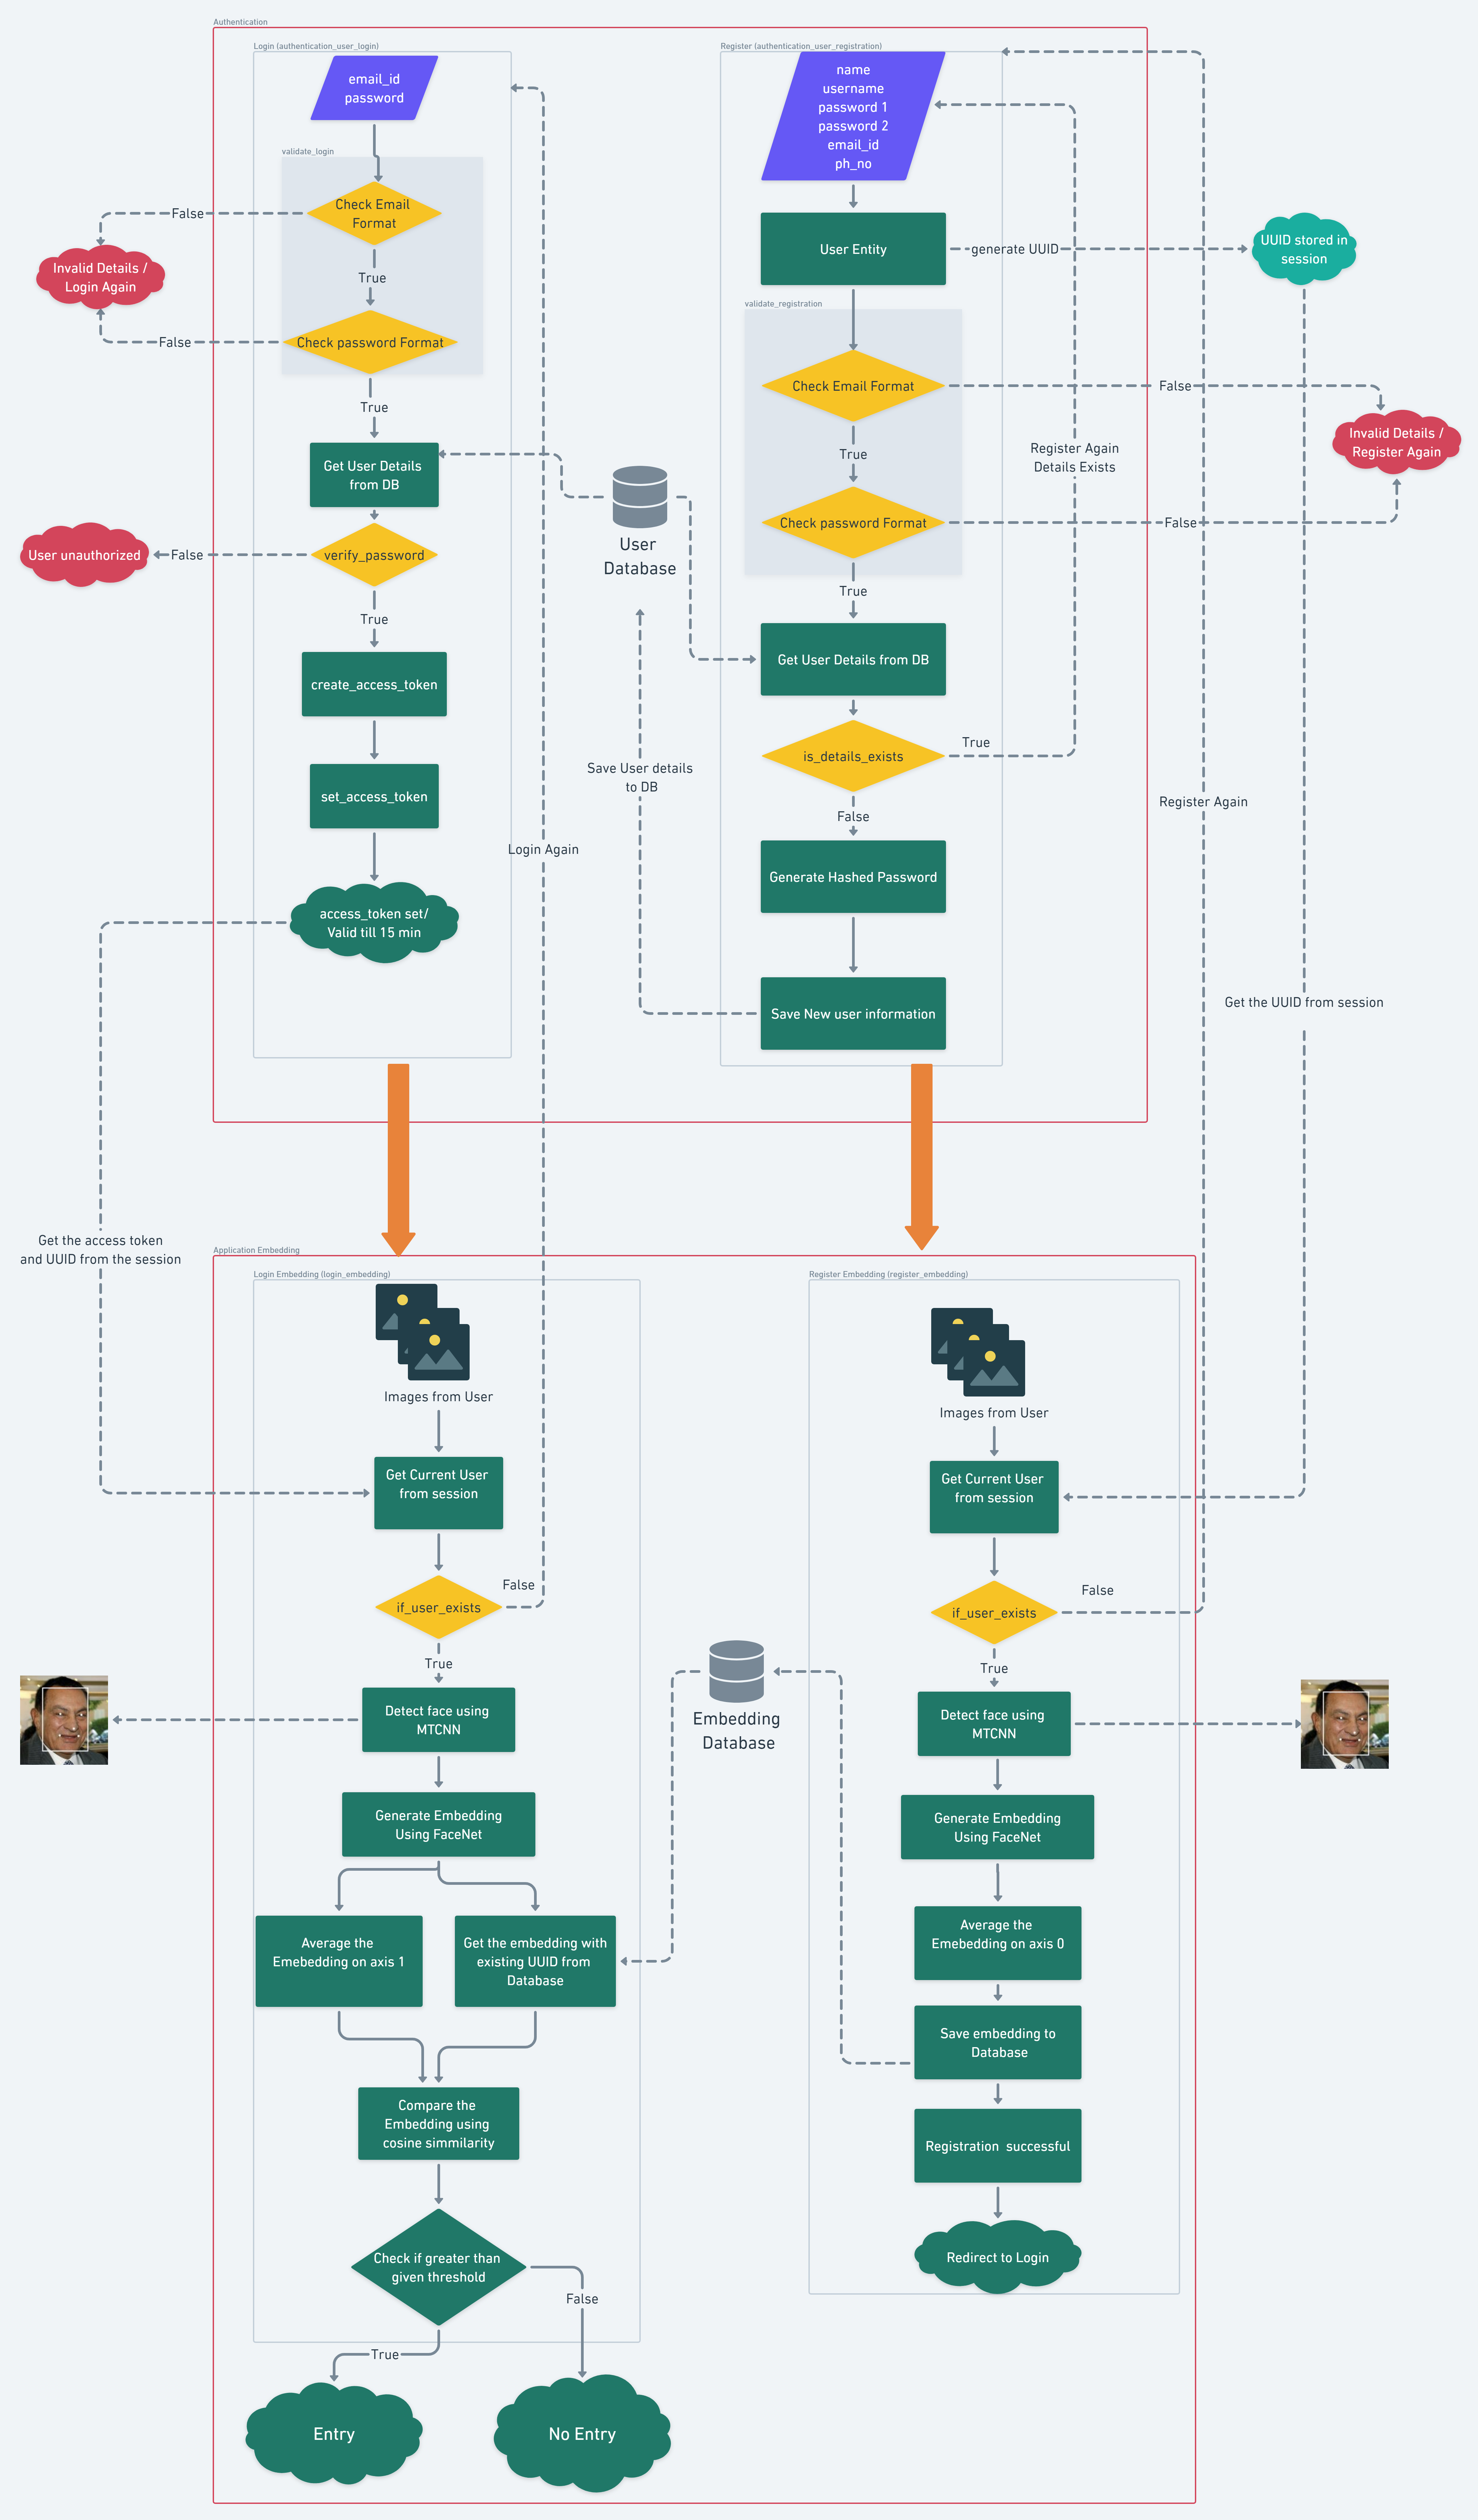 Authentication
Login (authentication_user_login)
email_id
password
validate_login
Check Email
Format
False
Invalid Details /
Login Again
True
Check password Format
False
True
Get User Details
from DB
verify_password
False
User unauthorized
True
create_access_token
set_access_token
access_token set/
Valid till 15 min
Login Again
User
Database
Save User details
to DB
Register (authentication_user_registration)
name
username
password 1
password 2
email_id
ph_no
User Entity
generate UUID
UUID stored in
session
validate_registration
Check Email Format
False
Invalid Details /
Register Again
True
Check password Format
False
True
Register Again
Details Exists
Get User Details from DB
is_details_exists
True
False
Generate Hashed Password
Save New user information
Register Again
Get the UUID from session
Get the access token
and UUID from the session
Application Embedding
Login Embedding (login_embedding)
Images from User
Get Current User
from session
if_user_exists
False
True
Detect face using
MTCNN
Generate Embedding
Using FaceNet
Average the
Emebedding on axis 1
Get the embedding with
existing UUID from
Database
Compare the
Embedding using
cosine simmilarity
Check if greater than
given threshold
False
True
Entry
No Entry
Embedding
Database
Register Embedding (register_embedding)
Images from User
Get Current User
from session
if_user_exists
False
True
Detect face using
MTCNN
Generate Embedding
Using FaceNet
Average the
Emebedding on axis 0
Save embedding to
Database
Registration successful
Redirect to Login